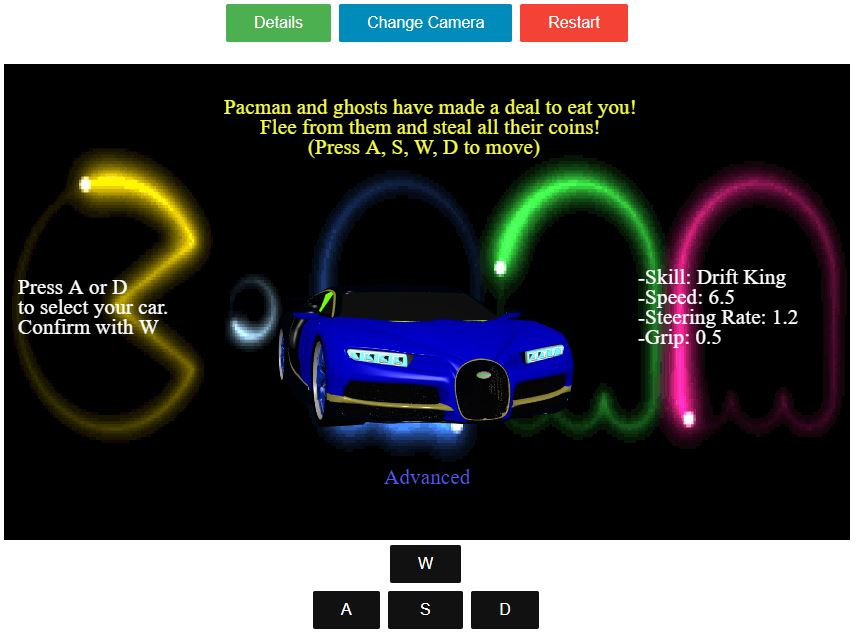 Details
Change Camera
Restart
Pacman and ghosts have made a deal to eat you!
Flee from them and steal all their coins!
(Press A, S, W, D to move)
Press A or D
to select your car.
Confirm with W
-Skill: Drift King
-Speed: 6.5
-Steering Rate: 1.2
-Grip: 0.5
Advanced
W
A S D